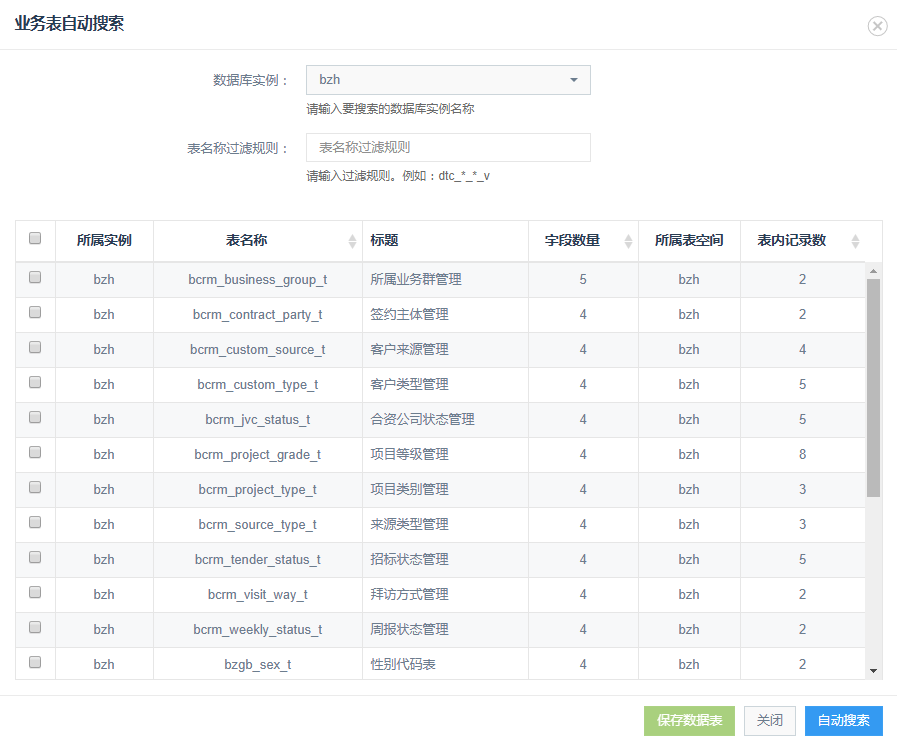 业务表自动搜索
数据库实例： bzh
请输入要搜索的数据库实例名称
表名称过滤规则： 表名称过滤规则
请输入过滤规则。例如：dtc_*_*_v
所属实例 表名称 标题 字段数量 所属表空间 表内记录数
bzh bcrm_business_group_t 所属业务群管理 5 bzh 2
bzh bcrm_contract_party_t 签约主体管理 4 bzh 2
bzh bcrm_custom_source_t 客户来源管理 4 bzh 4
bzh bcrm_custom_type_t 客户类型管理 4 bzh 5
bzh bcrm_jvc_status_t 合资公司状态管理 4 bzh 5
bzh bcrm_project_grade_t 项目等级管理 4 bzh 8
bzh bcrm_project_type_t 项目类别管理 4 bzh 3
bzh bcrm_source_type_t 来源类型管理 4 bzh 3
bzh bcrm_tender_status_t 招标状态管理 4 bzh 5
bzh bcrm_visit_way_t 拜访方式管理 4 bzh 2
bzh bcrm_weekly_status_t 周报状态管理 4 bzh 2
bzh bzgb_sex_t 性别代码表 4 bzh 2
保存数据表 关闭 自动搜索